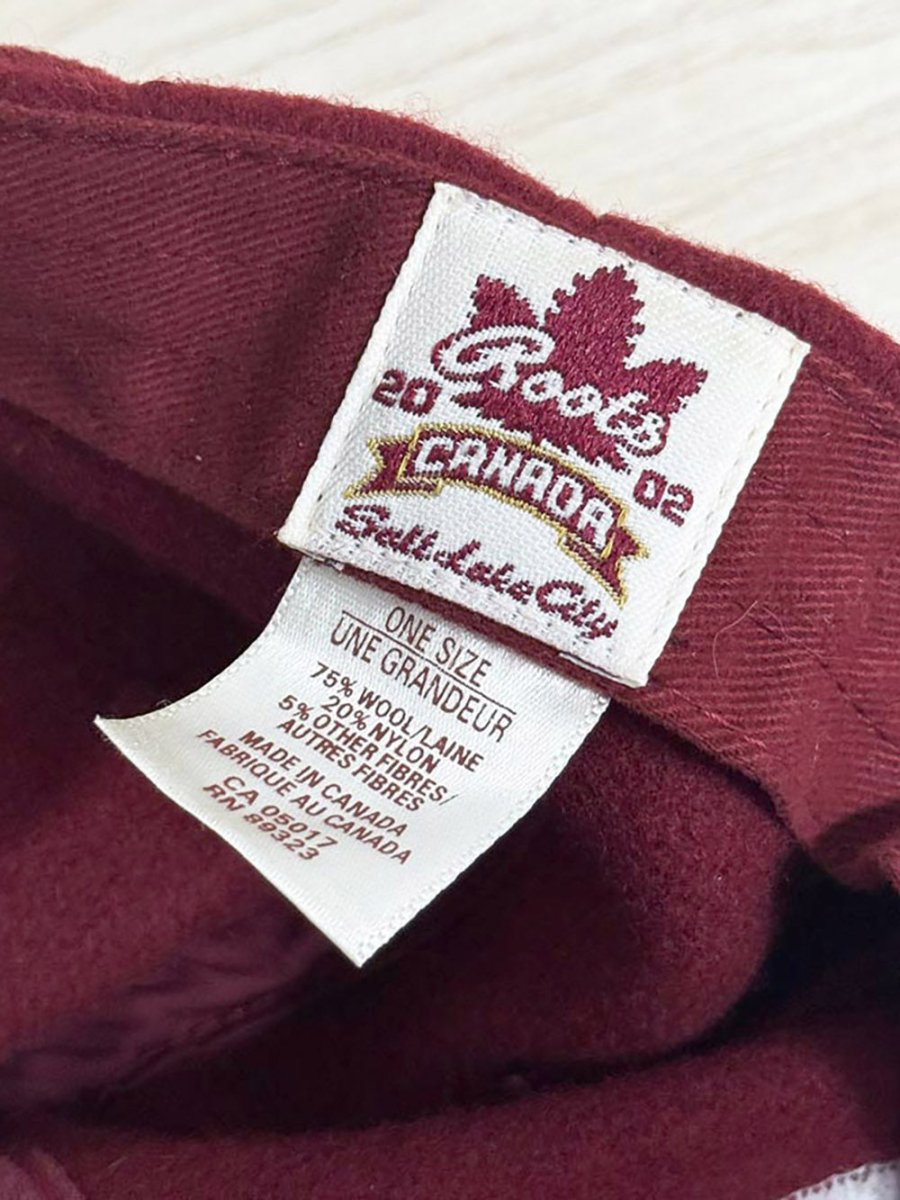 Roots
20 02
CANADA
Salt Lake City
ONE SIZE
UNE GRANDEUR
75% WOOL/LAINE
20% NYLON
5% OTHER FIBRES/
AUTRES FIBRES
MADE IN CANADA
FABRIQUE AU CANADA
CA 05017
RN 89323